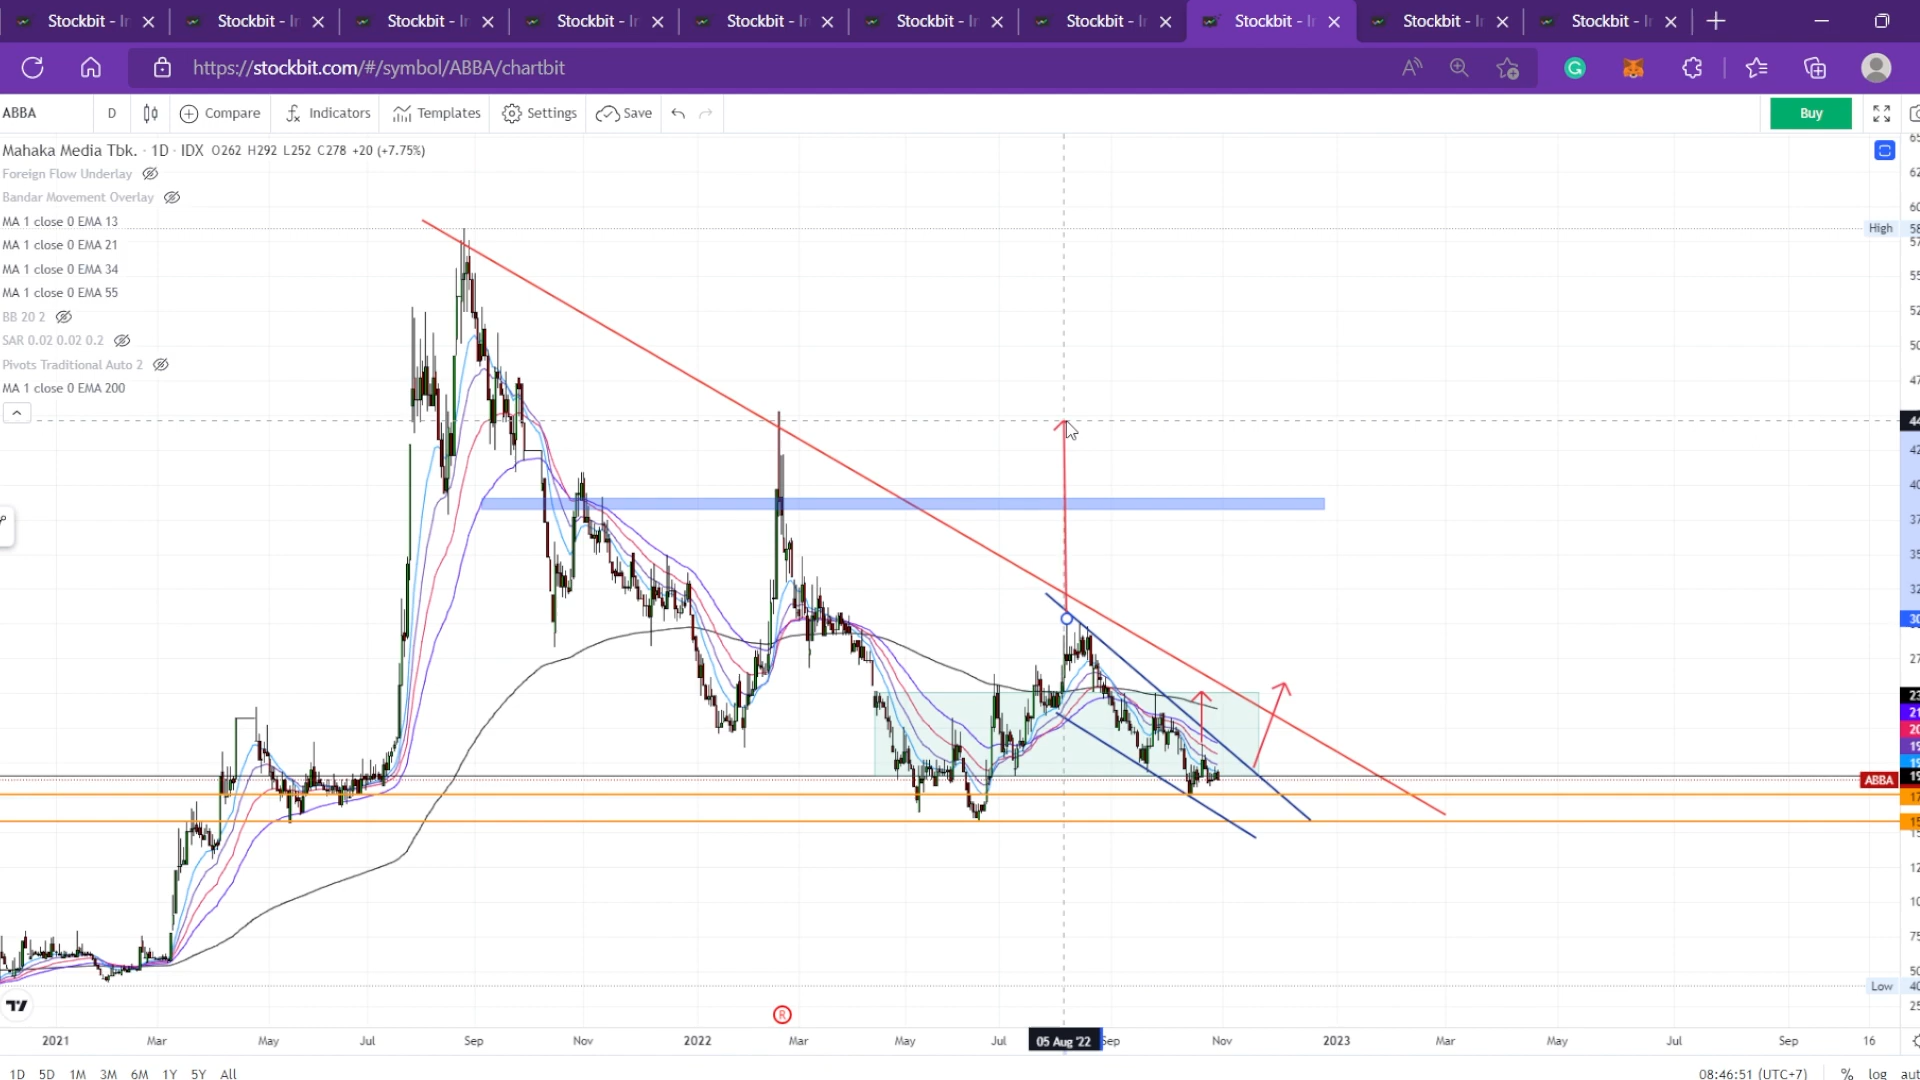 Stockbit - Stockbit - Stockbit - Stockbit - Stockbit - Stockbit - Stockbit - Stockbit - Stockbit - Stockbit -
https://stockbit.com/#/symbol/ABBA/chartbit
ABBA D Compare Indicators Templates Settings Save Buy
Mahaka Media Tbk. · 1D · IDX O262 H292 L252 C278 +20 (+7.75%)
Foreign Flow Underlay
Bandar Movement Overlay
MA 1 close 0 EMA 13
MA 1 close 0 EMA 21
MA 1 close 0 EMA 34
MA 1 close 0 EMA 55
BB 20 2
SAR 0.02 0.02 0.2
Pivots Traditional Auto 2
MA 1 close 0 EMA 200
High
ABBA
Low
R
2021 Mar May Jul Sep Nov 2022 Mar May Jul 05 Aug '22 Sep Nov 2023 Mar May Jul Sep 16
1D 5D 1M 3M 6M 1Y 5Y All 08:46:51 (UTC+7) % log